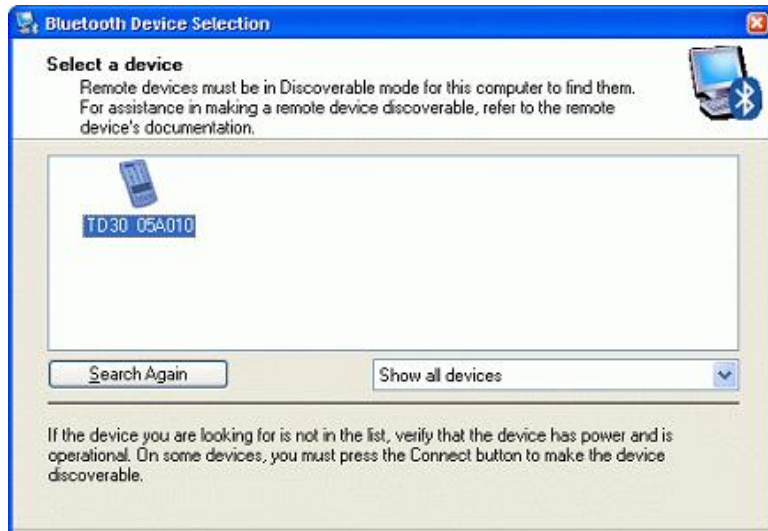 Bluetooth Device Selection
Select a device
Remote devices must be in Discoverable mode for this computer to find them.
For assistance in making a remote device discoverable, refer to the remote
device's documentation.
TD30 05A010
Search Again
Show all devices
If the device you are looking for is not in the list, verify that the device has power and is
operational. On some devices, you must press the Connect button to make the device
discoverable.